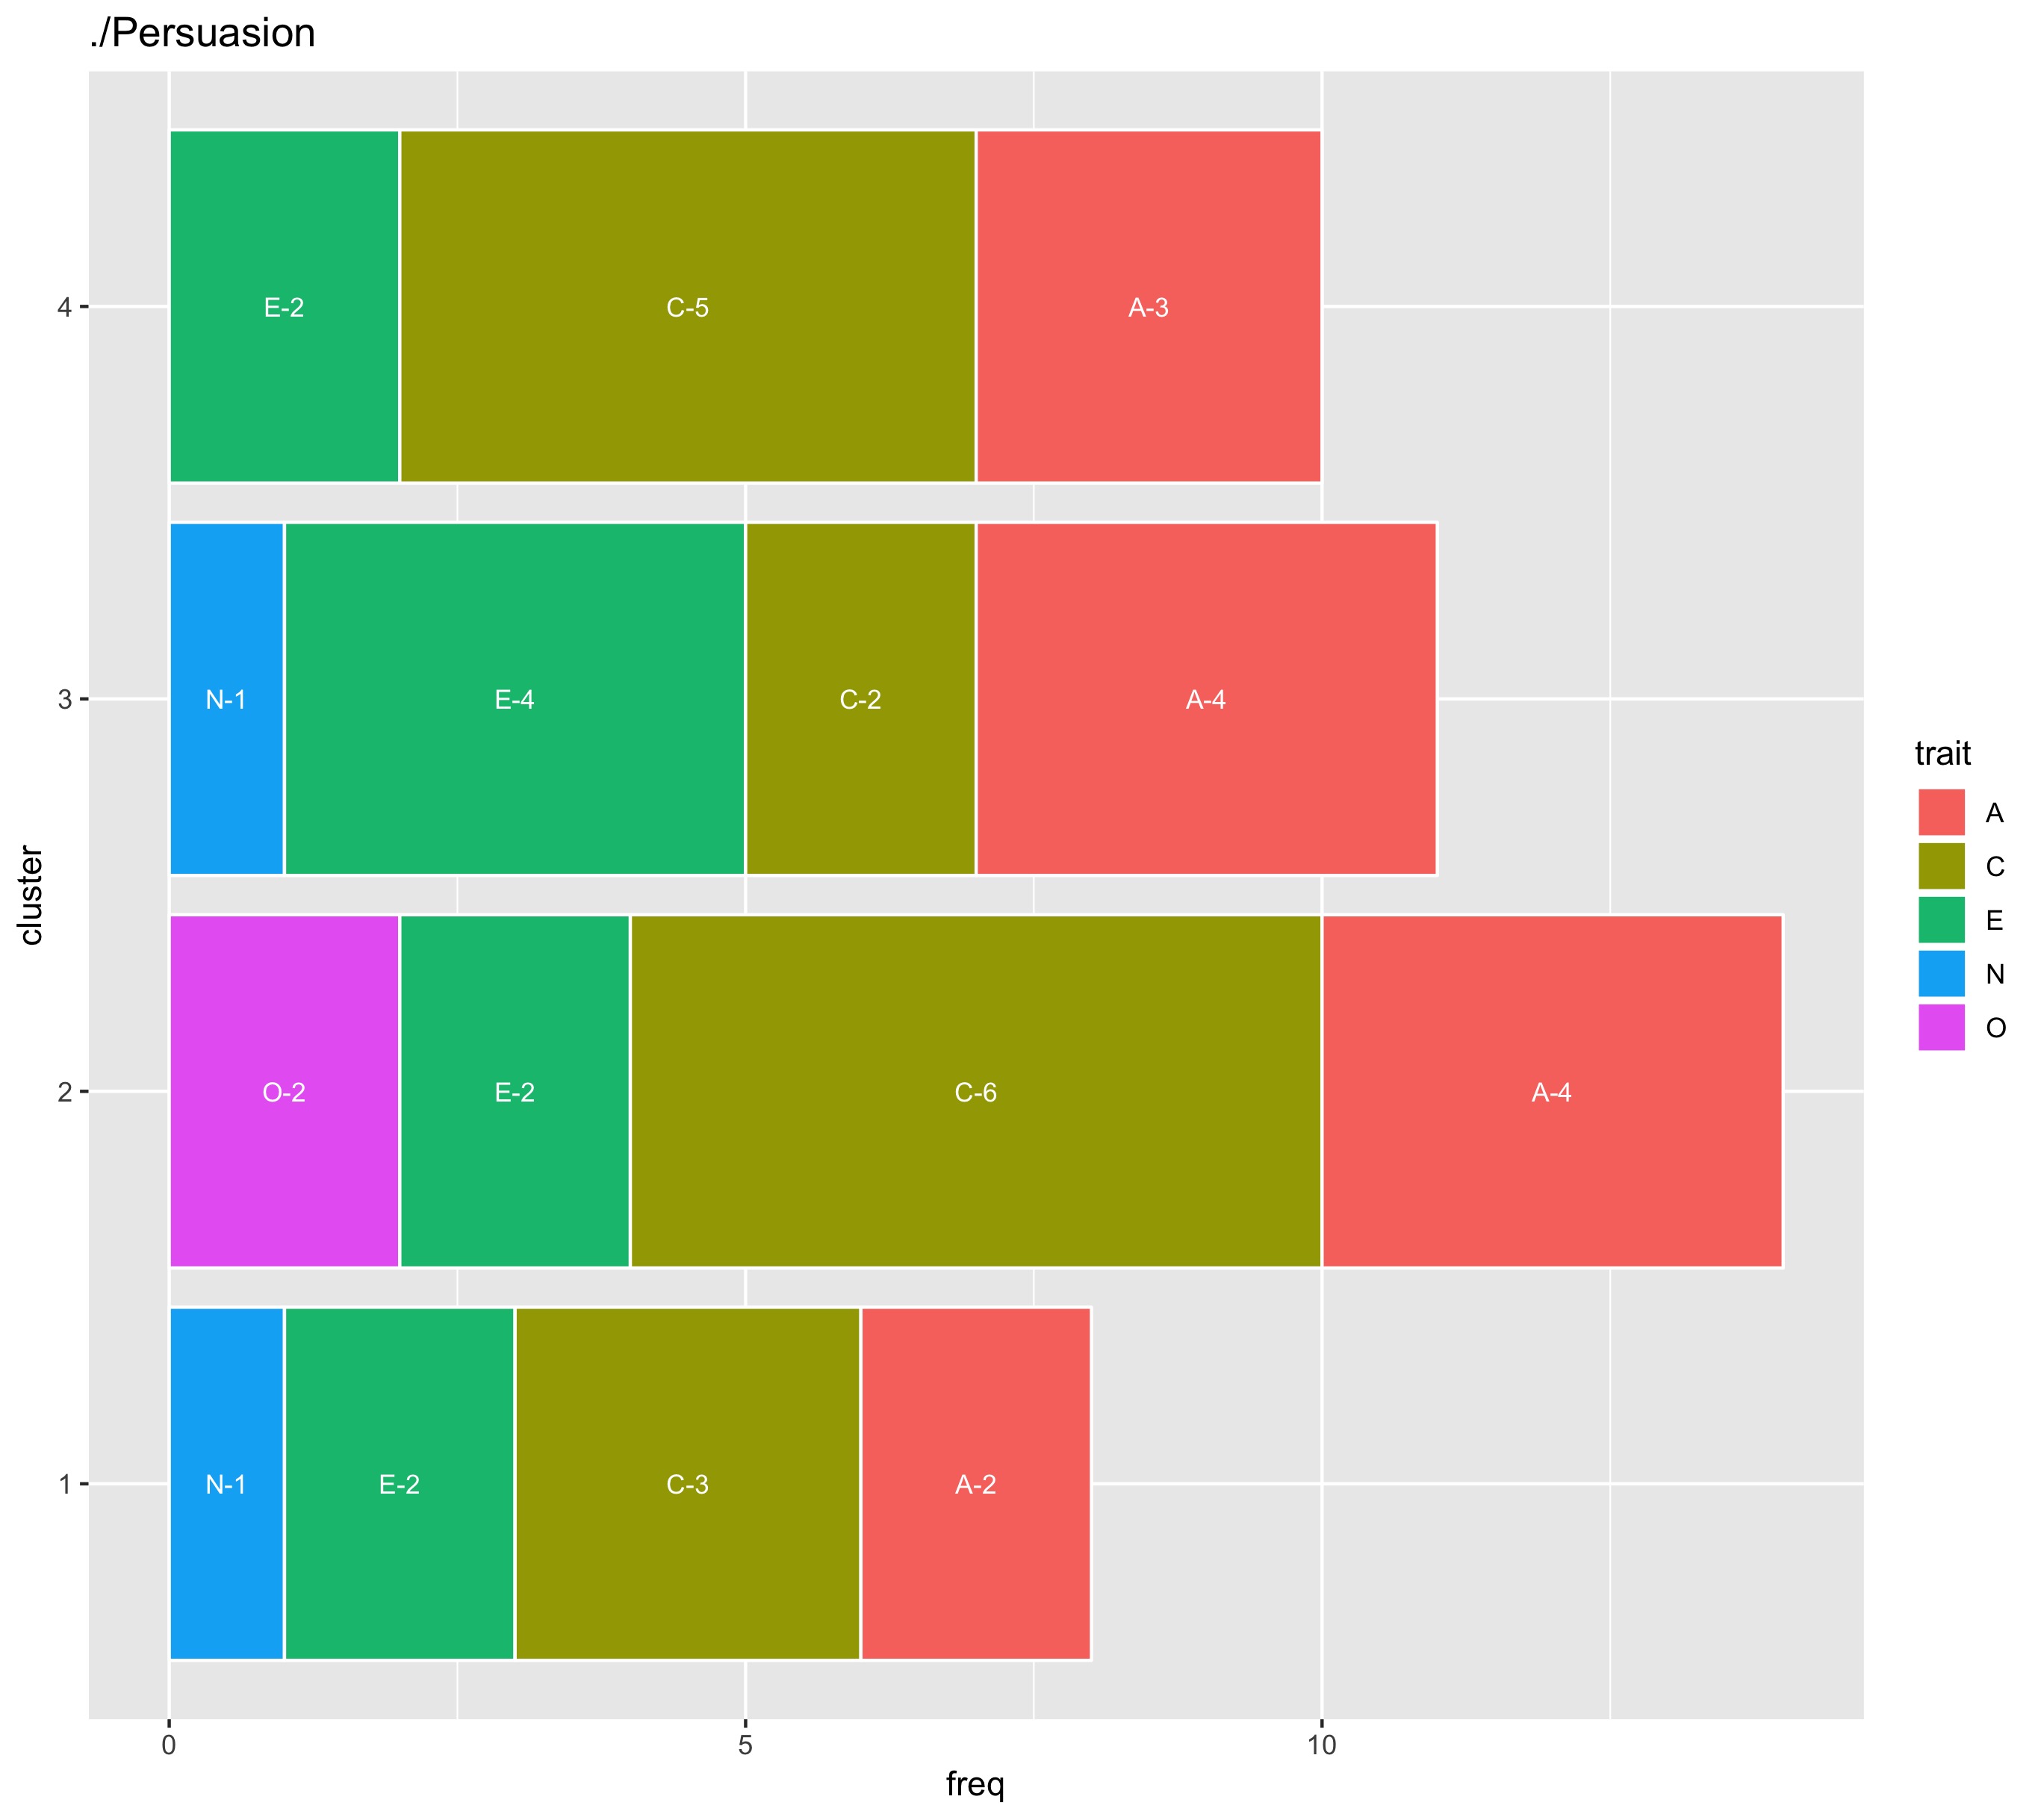 ./Persuasion
4
E-2
C-5
A-3
3
N-1
E-4
C-2
A-4
cluster
2
O-2
E-2
C-6
A-4
1
N-1
E-2
C-3
A-2
0
5
10
freq
trait
A
C
E
N
O